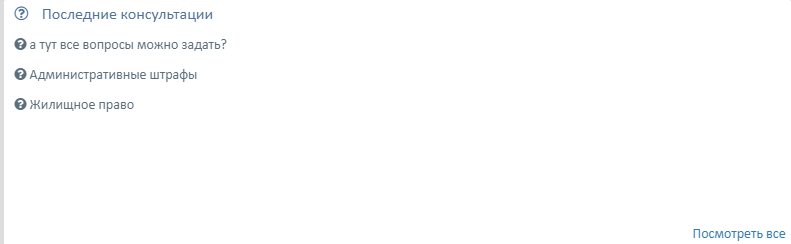 Последние консультации
а тут все вопросы можно задать?
Административные штрафы
Жилищное право
Посмотреть все